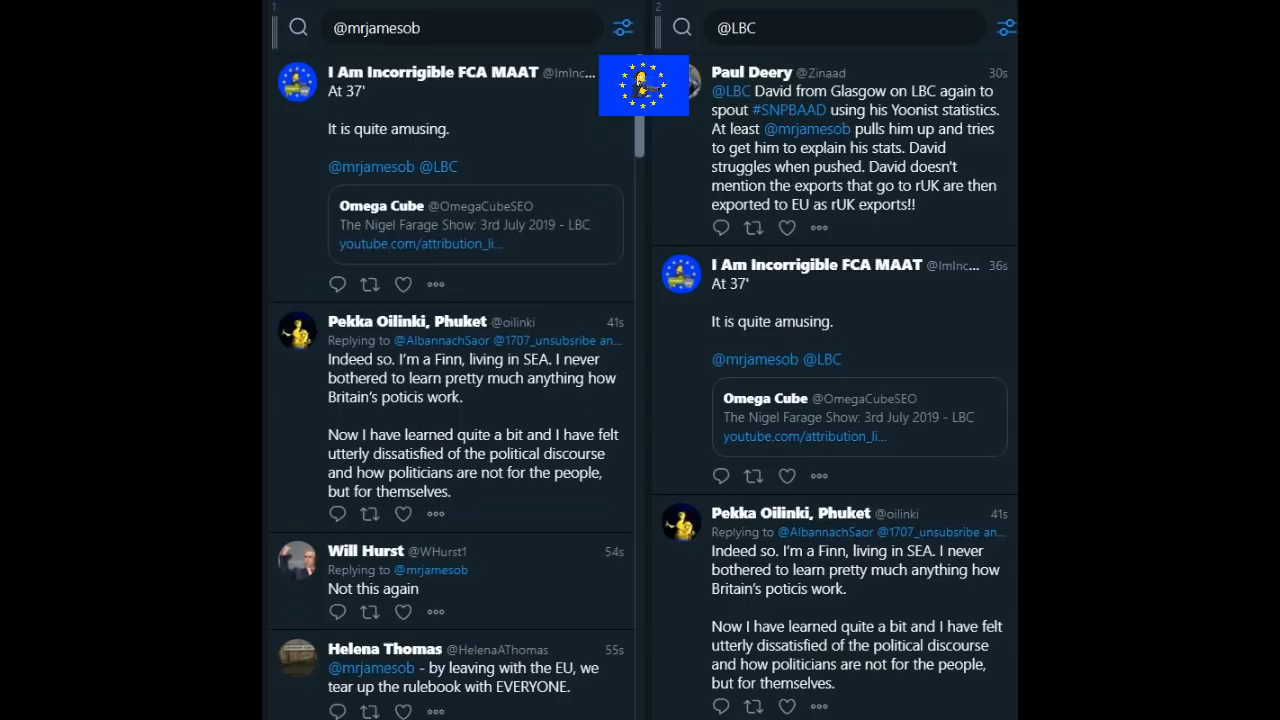 1
@mrjamesob
I Am Incorrigible FCA MAAT @ImInc...
At 37'
It is quite amusing.
@mrjamesob @LBC
Omega Cube @OmegaCubeSEO
The Nigel Farage Show: 3rd July 2019 - LBC
youtube.com/attribution_li...
Pekka Oilinki, Phuket @oilinki 41s
Replying to @AlbannachSaor @1707_unsubsribe an...
Indeed so. I'm a Finn, living in SEA. I never
bothered to learn pretty much anything how
Britain's poticis work.
Now I have learned quite a bit and I have felt
utterly dissatisfied of the political discourse
and how politicians are not for the people,
but for themselves.
Will Hurst @WHurst1 54s
Replying to @mrjamesob
Not this again
Helena Thomas @HelenaAThomas 55s
@mrjamesob - by leaving with the EU, we
tear up the rulebook with EVERYONE.
2
@LBC
Paul Deery @Zinaad 30s
@LBC David from Glasgow on LBC again to
spout #SNPBAAD using his Yoonist statistics.
At least @mrjamesob pulls him up and tries
to get him to explain his stats. David
struggles when pushed. David doesn't
mention the exports that go to rUK are then
exported to EU as rUK exports!!
I Am Incorrigible FCA MAAT @ImInc... 36s
At 37'
It is quite amusing.
@mrjamesob @LBC
Omega Cube @OmegaCubeSEO
The Nigel Farage Show: 3rd July 2019 - LBC
youtube.com/attribution_li...
Pekka Oilinki, Phuket @oilinki 41s
Replying to @AlbannachSaor @1707_unsubsribe an...
Indeed so. I'm a Finn, living in SEA. I never
bothered to learn pretty much anything how
Britain's poticis work.
Now I have learned quite a bit and I have felt
utterly dissatisfied of the political discourse
and how politicians are not for the people,
but for themselves.